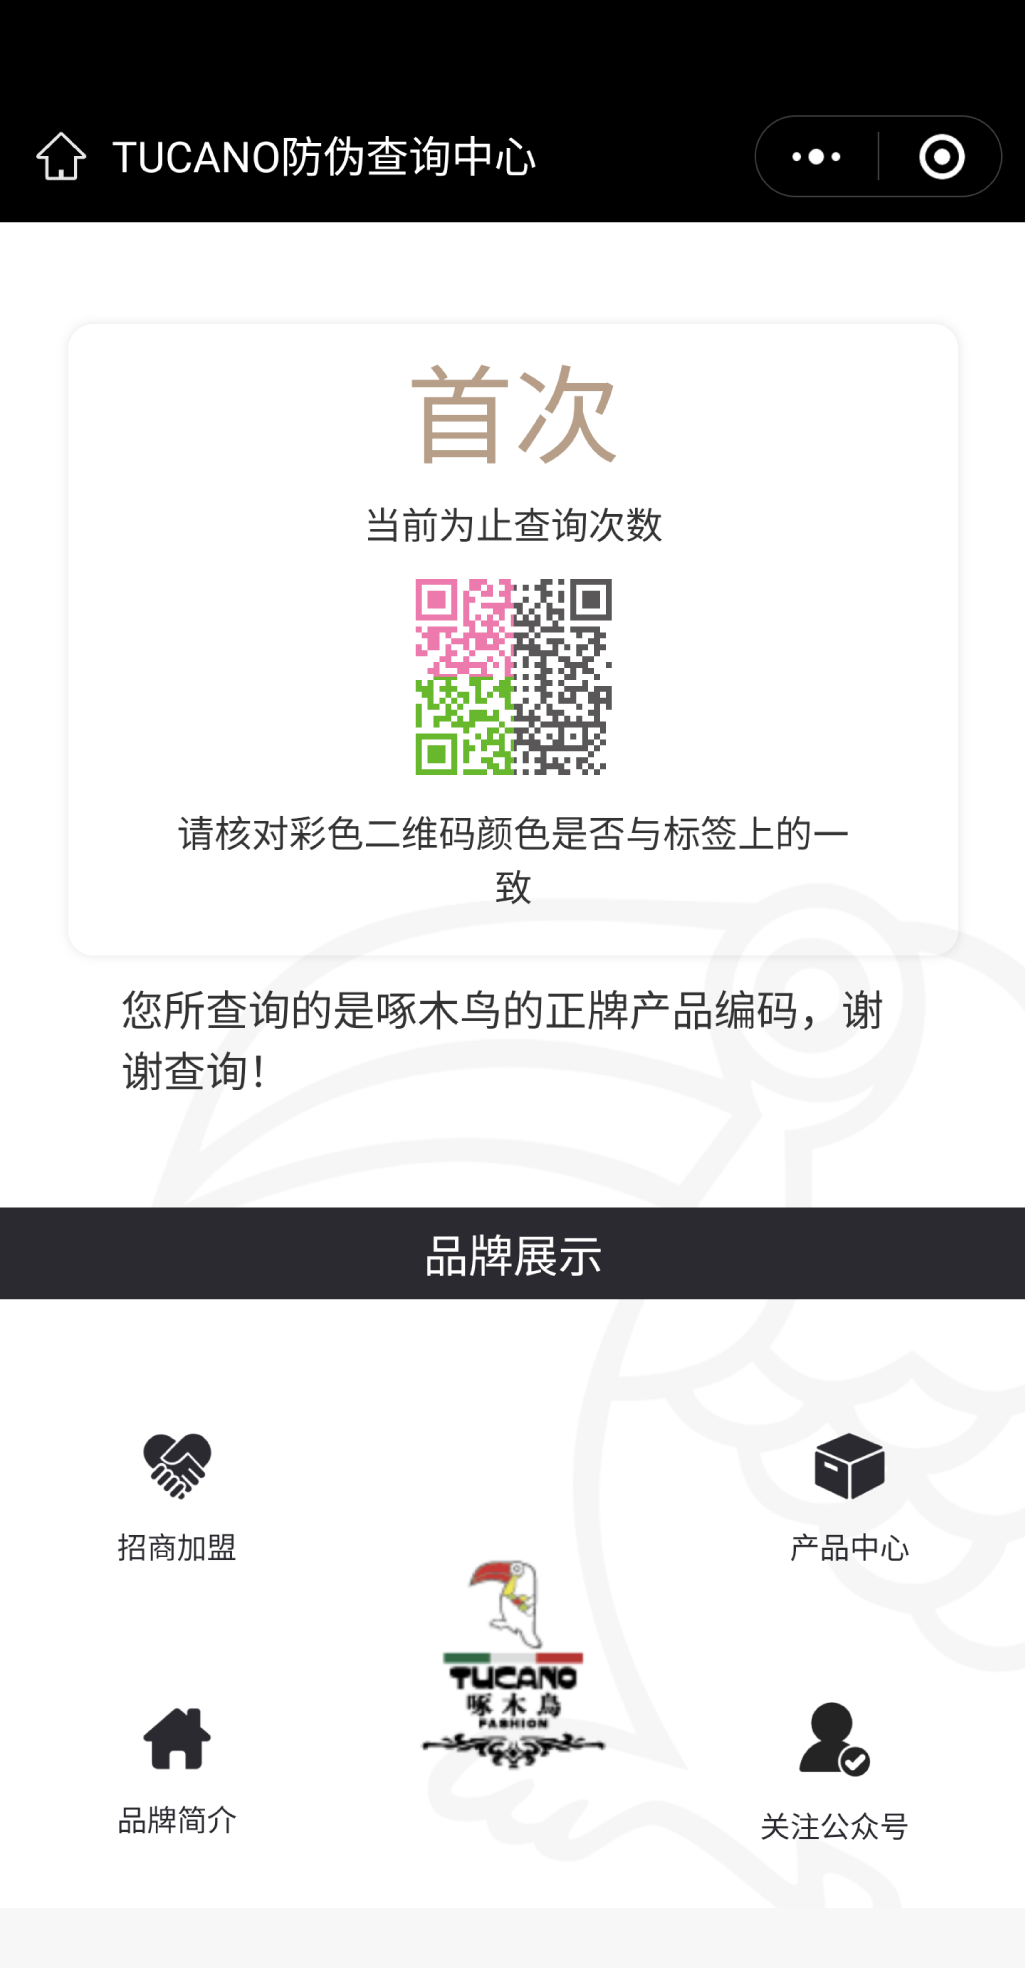 TUCANO防伪查询中心
首次
当前为止查询次数
请核对彩色二维码颜色是否与标签上的一
致
您所查询的是啄木鸟的正牌产品编码，谢
谢查询！
品牌展示
招商加盟
产品中心
TUCANO
啄木鳥
FASHION
品牌简介
关注公众号